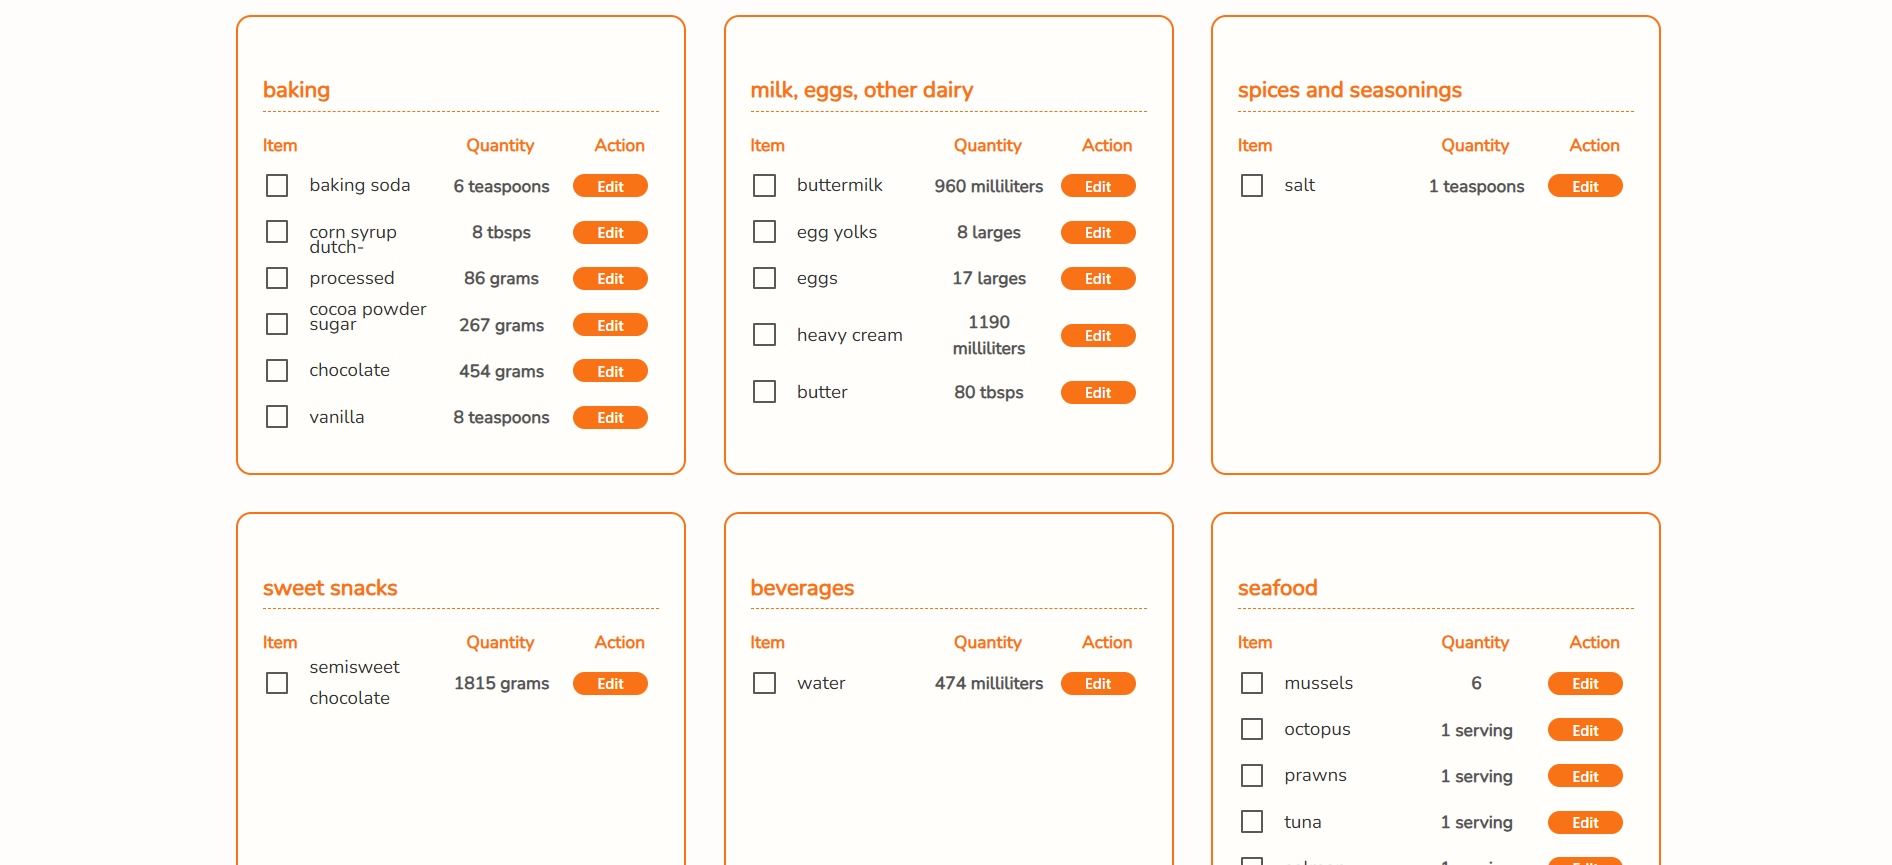 baking
Item Quantity Action
baking soda 6 teaspoons Edit
corn syrup 8 tbsps Edit
dutch-
processed 86 grams Edit
cocoa powder
sugar 267 grams Edit
chocolate 454 grams Edit
vanilla 8 teaspoons Edit
milk, eggs, other dairy
Item Quantity Action
buttermilk 960 milliliters Edit
egg yolks 8 larges Edit
eggs 17 larges Edit
heavy cream 1190 Edit
milliliters
butter 80 tbsps Edit
spices and seasonings
Item Quantity Action
salt 1 teaspoons Edit
sweet snacks
Item Quantity Action
semisweet
1815 grams Edit
chocolate
beverages
Item Quantity Action
water 474 milliliters Edit
seafood
Item Quantity Action
mussels 6 Edit
octopus 1 serving Edit
prawns 1 serving Edit
tuna 1 serving Edit